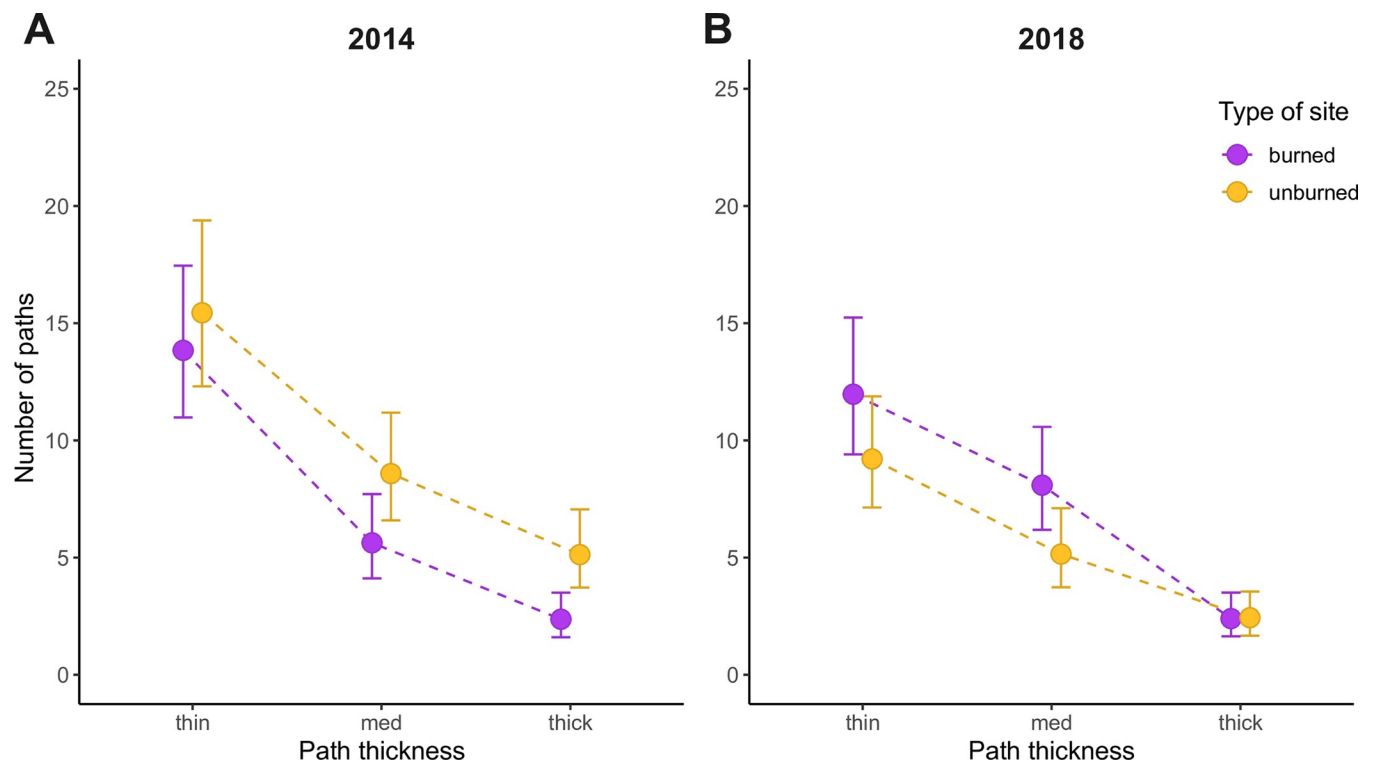 A
2014
25
20
15
10
5
0
Number of paths
thin med thick
Path thickness
B
2018
25
20
15
10
5
0
thin med thick
Path thickness
Type of site
burned
unburned